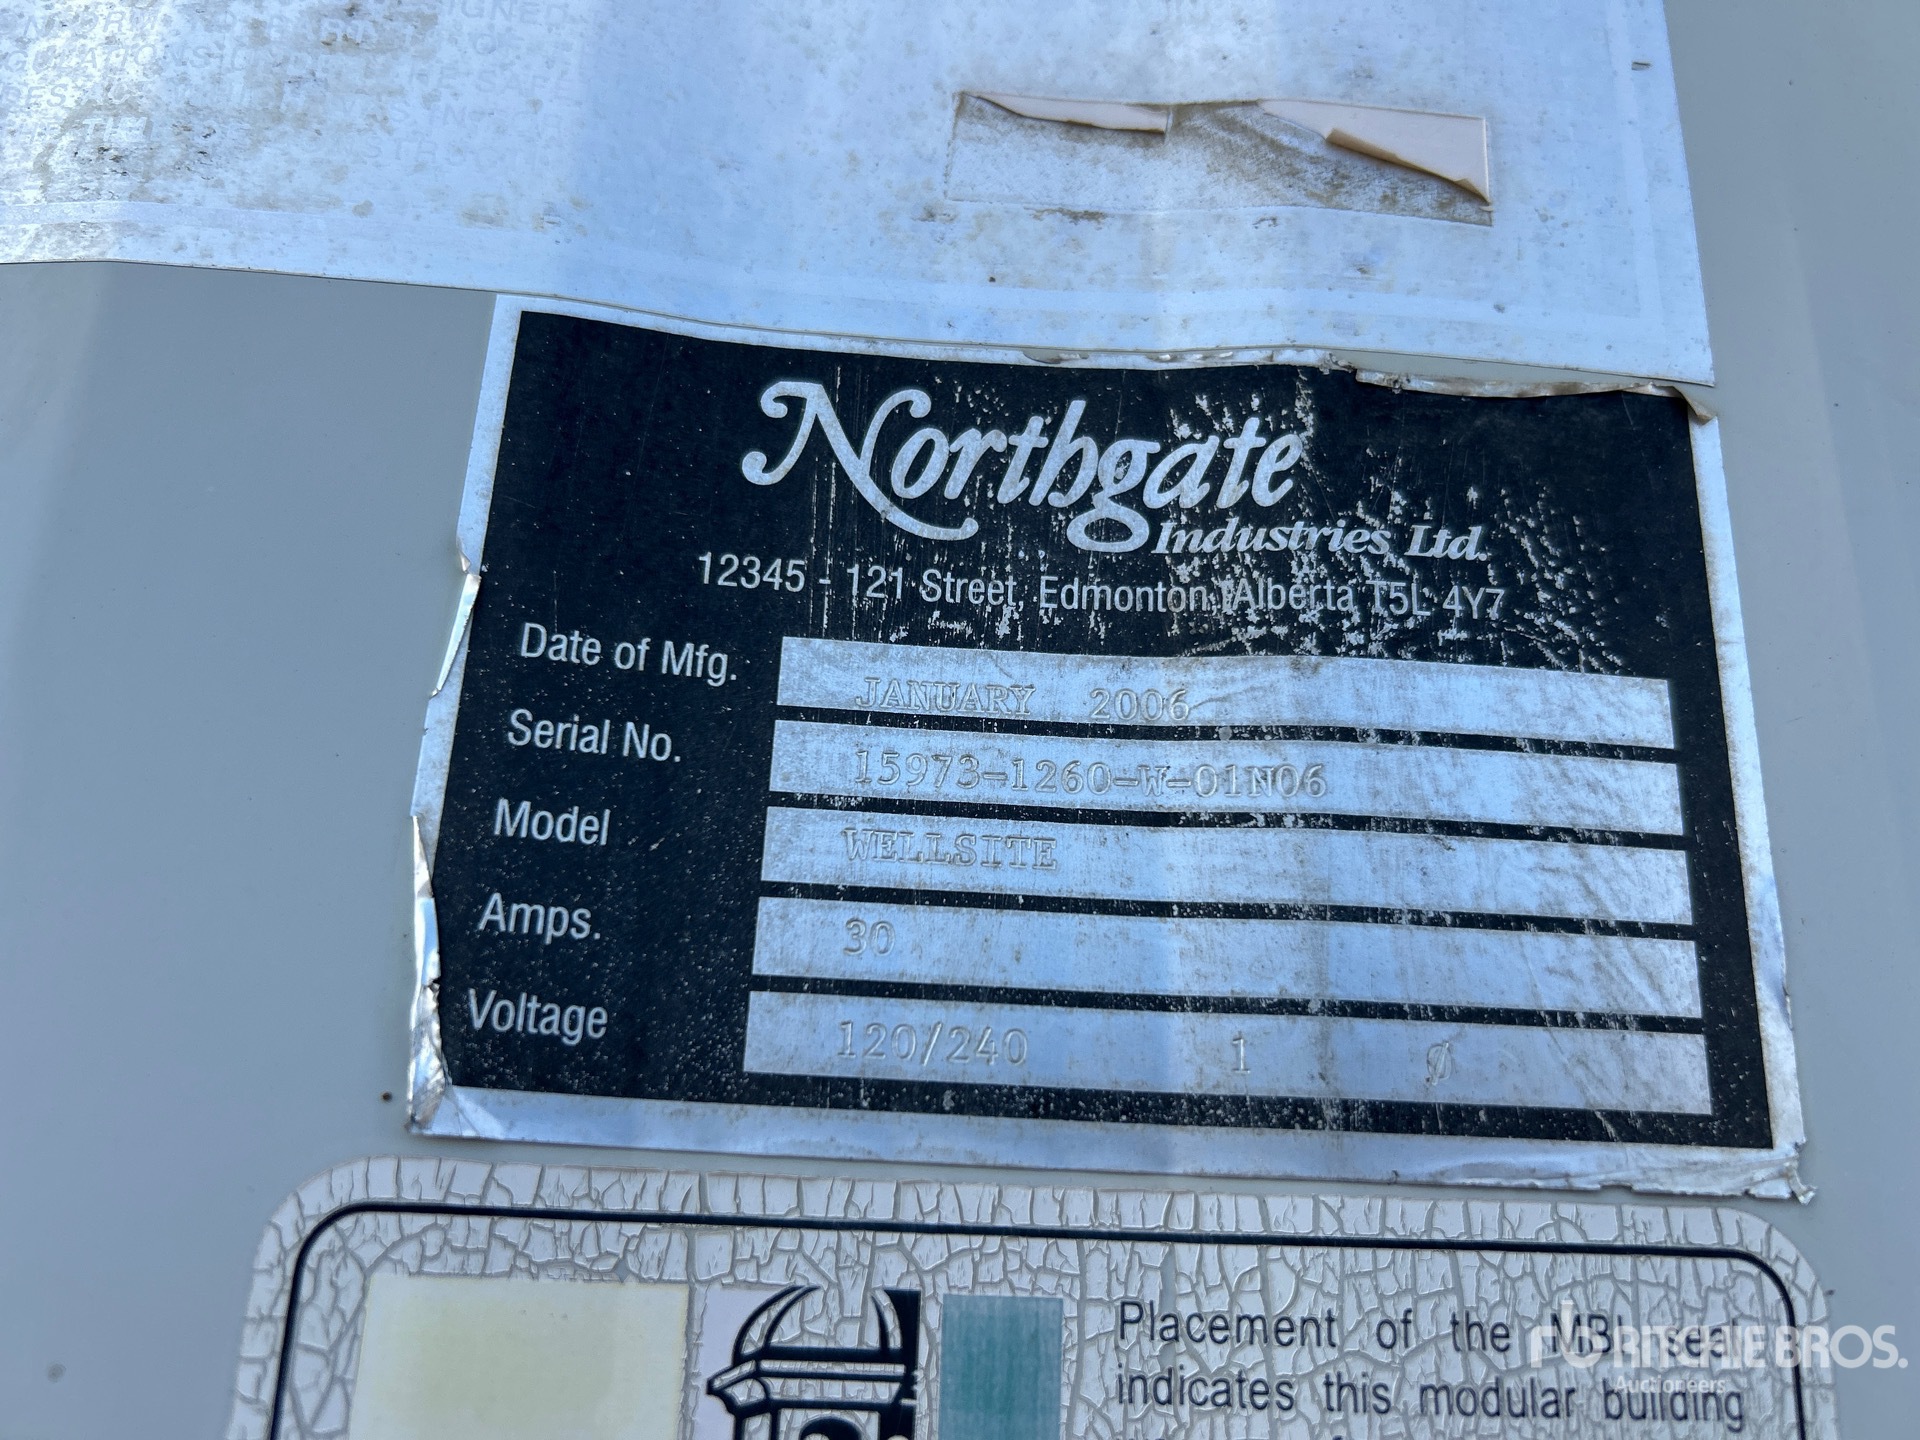 Northgate
Industries Ltd.
12345 - 121 Street, Edmonton, Alberta T5L 4Y7
Date of Mfg. JANUARY 2006
Serial No. 15973-1260-W-01N06
Model WELLSITE
Amps. 30
Voltage 120/240 1 Ø
Placement of the MBI seal
indicates this modular building
RITCHIE BROS.
Auctioneers